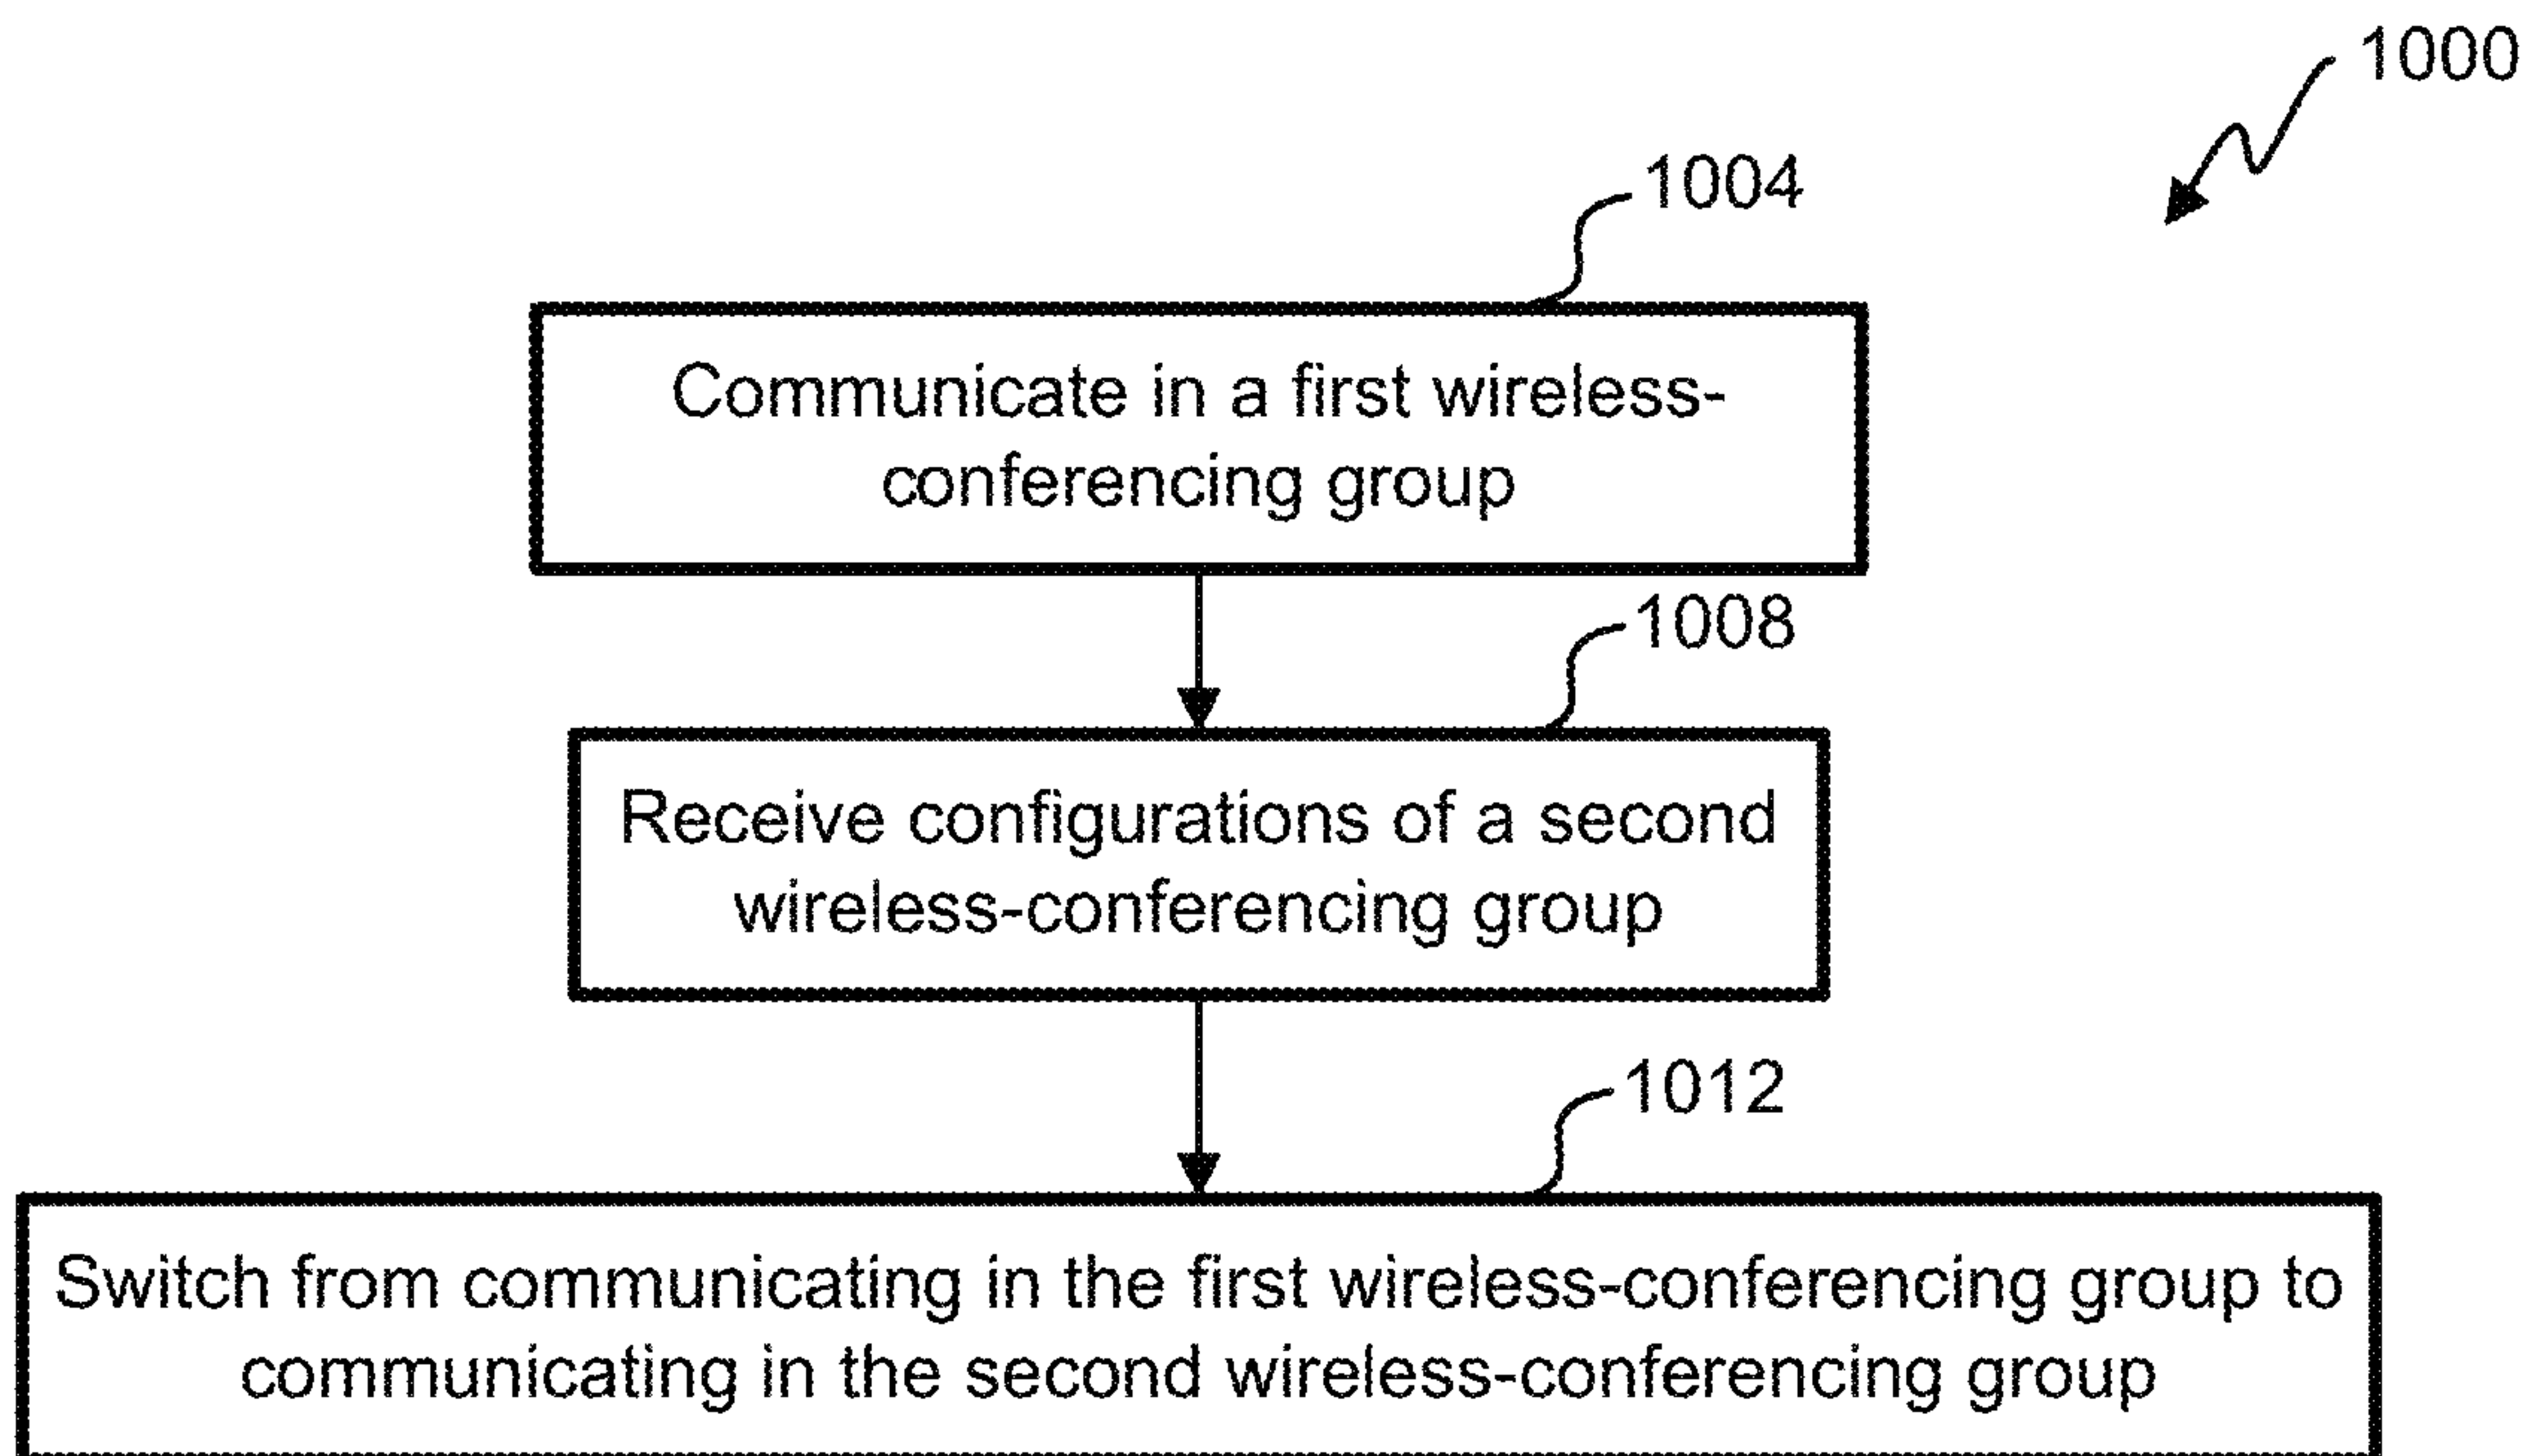 1000
1004
Communicate in a first wireless-
conferencing group
1008
Receive configurations of a second
wireless-conferencing group
1012
Switch from communicating in the first wireless-conferencing group to
communicating in the second wireless-conferencing group